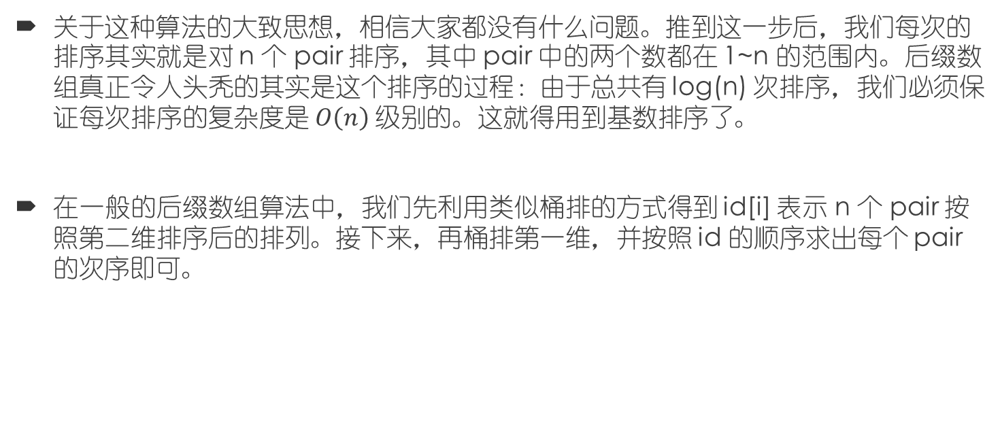 关于这种算法的大致思想，相信大家都没有什么问题。推到这一步后，我们每次的
排序其实就是对 n 个 pair 排序，其中 pair 中的两个数都在 1~n 的范围内。后缀数
组真正令人头秃的其实是这个排序的过程：由于总共有 log(n) 次排序，我们必须保
证每次排序的复杂度是 O(n) 级别的。这就得用到基数排序了。
在一般的后缀数组算法中，我们先利用类似桶排的方式得到 id[i] 表示 n 个 pair 按
照第二维排序后的排列。接下来，再桶排第一维，并按照 id 的顺序求出每个 pair
的次序即可。